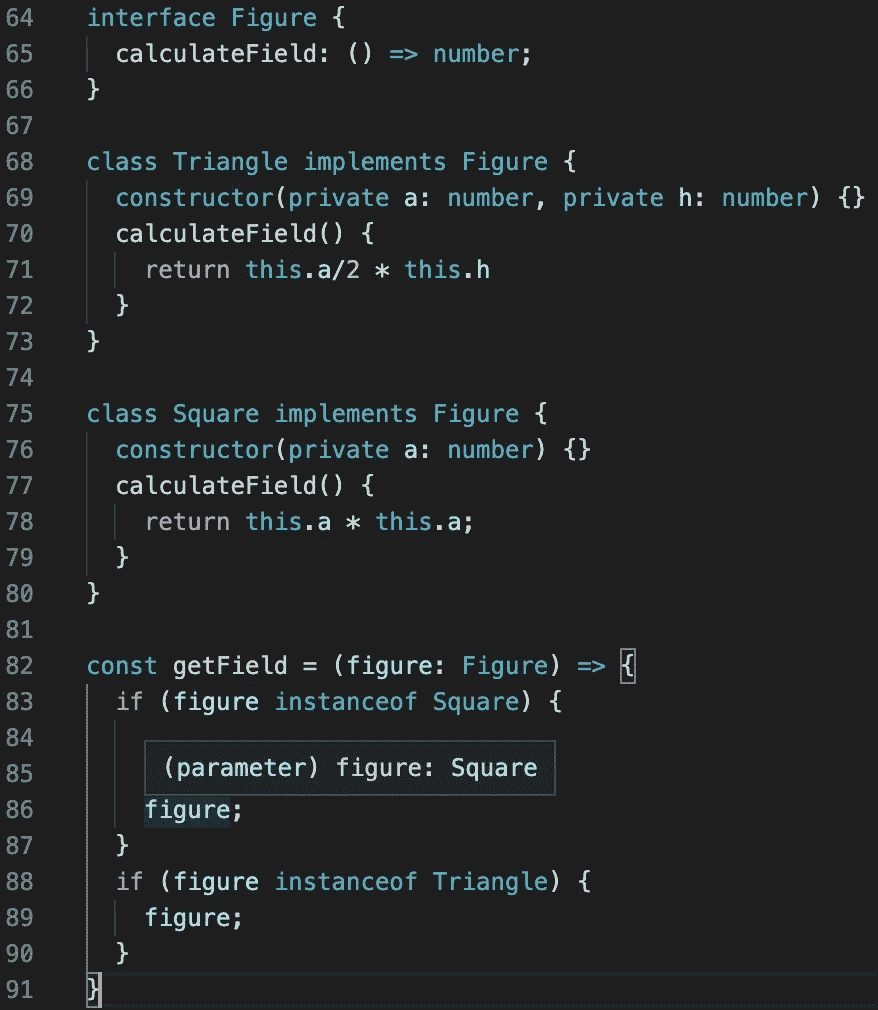 64 interface Figure {
65   calculateField: () => number;
66 }
67
68 class Triangle implements Figure {
69   constructor(private a: number, private h: number) {}
70   calculateField() {
71     return this.a/2 * this.h
72   }
73 }
74
75 class Square implements Figure {
76   constructor(private a: number) {}
77   calculateField() {
78     return this.a * this.a;
79   }
80 }
81
82 const getField = (figure: Figure) => {
83   if (figure instanceof Square) {
84
85     (parameter) figure: Square
86     figure;
87   }
88   if (figure instanceof Triangle) {
89     figure;
90   }
91 }